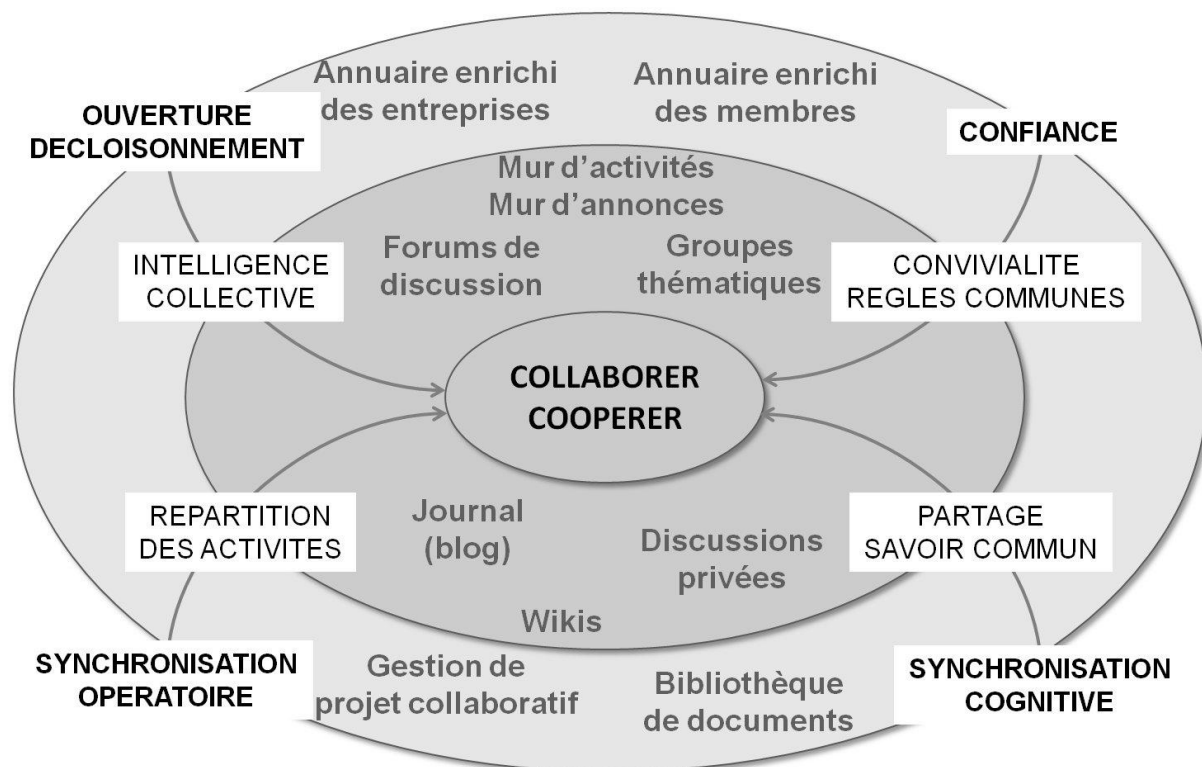 Annuaire enrichi
des entreprises
Annuaire enrichi
des membres
OUVERTURE
DECLOISONNEMENT
CONFIANCE
Mur d'activités
Mur d'annonces
Forums de
discussion
Groupes
thématiques
INTELLIGENCE
COLLECTIVE
CONVIVIALITE
REGLES COMMUNES
COLLABORER
COOPERER
REPARTITION
DES ACTIVITES
Journal
(blog)
Discussions
privées
PARTAGE
SAVOIR COMMUN
Wikis
SYNCHRONISATION
OPERATOIRE
Gestion de
projet collaboratif
Bibliothèque
de documents
SYNCHRONISATION
COGNITIVE